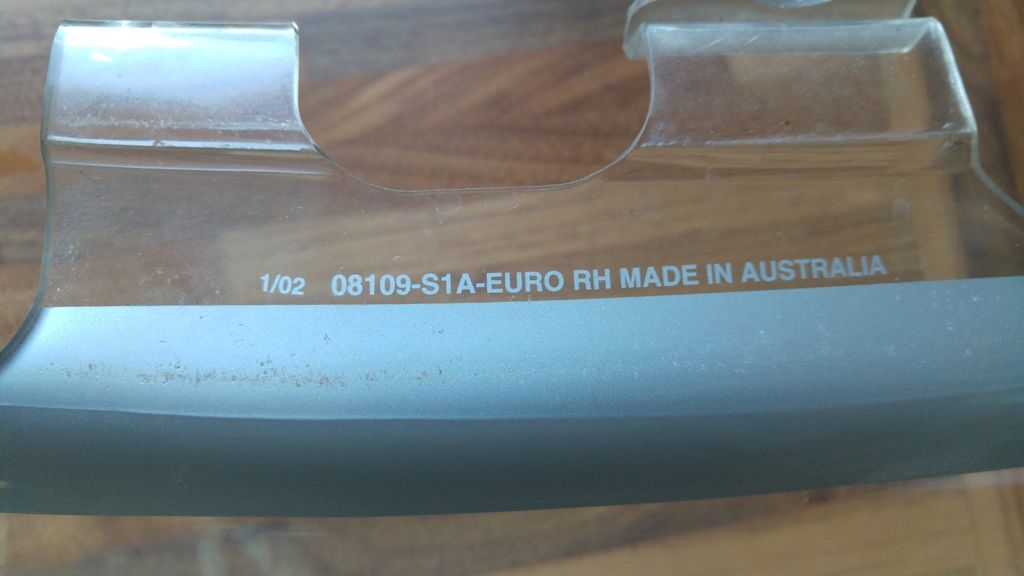 1/02 08109-S1A-EURO RH MADE IN AUSTRALIA